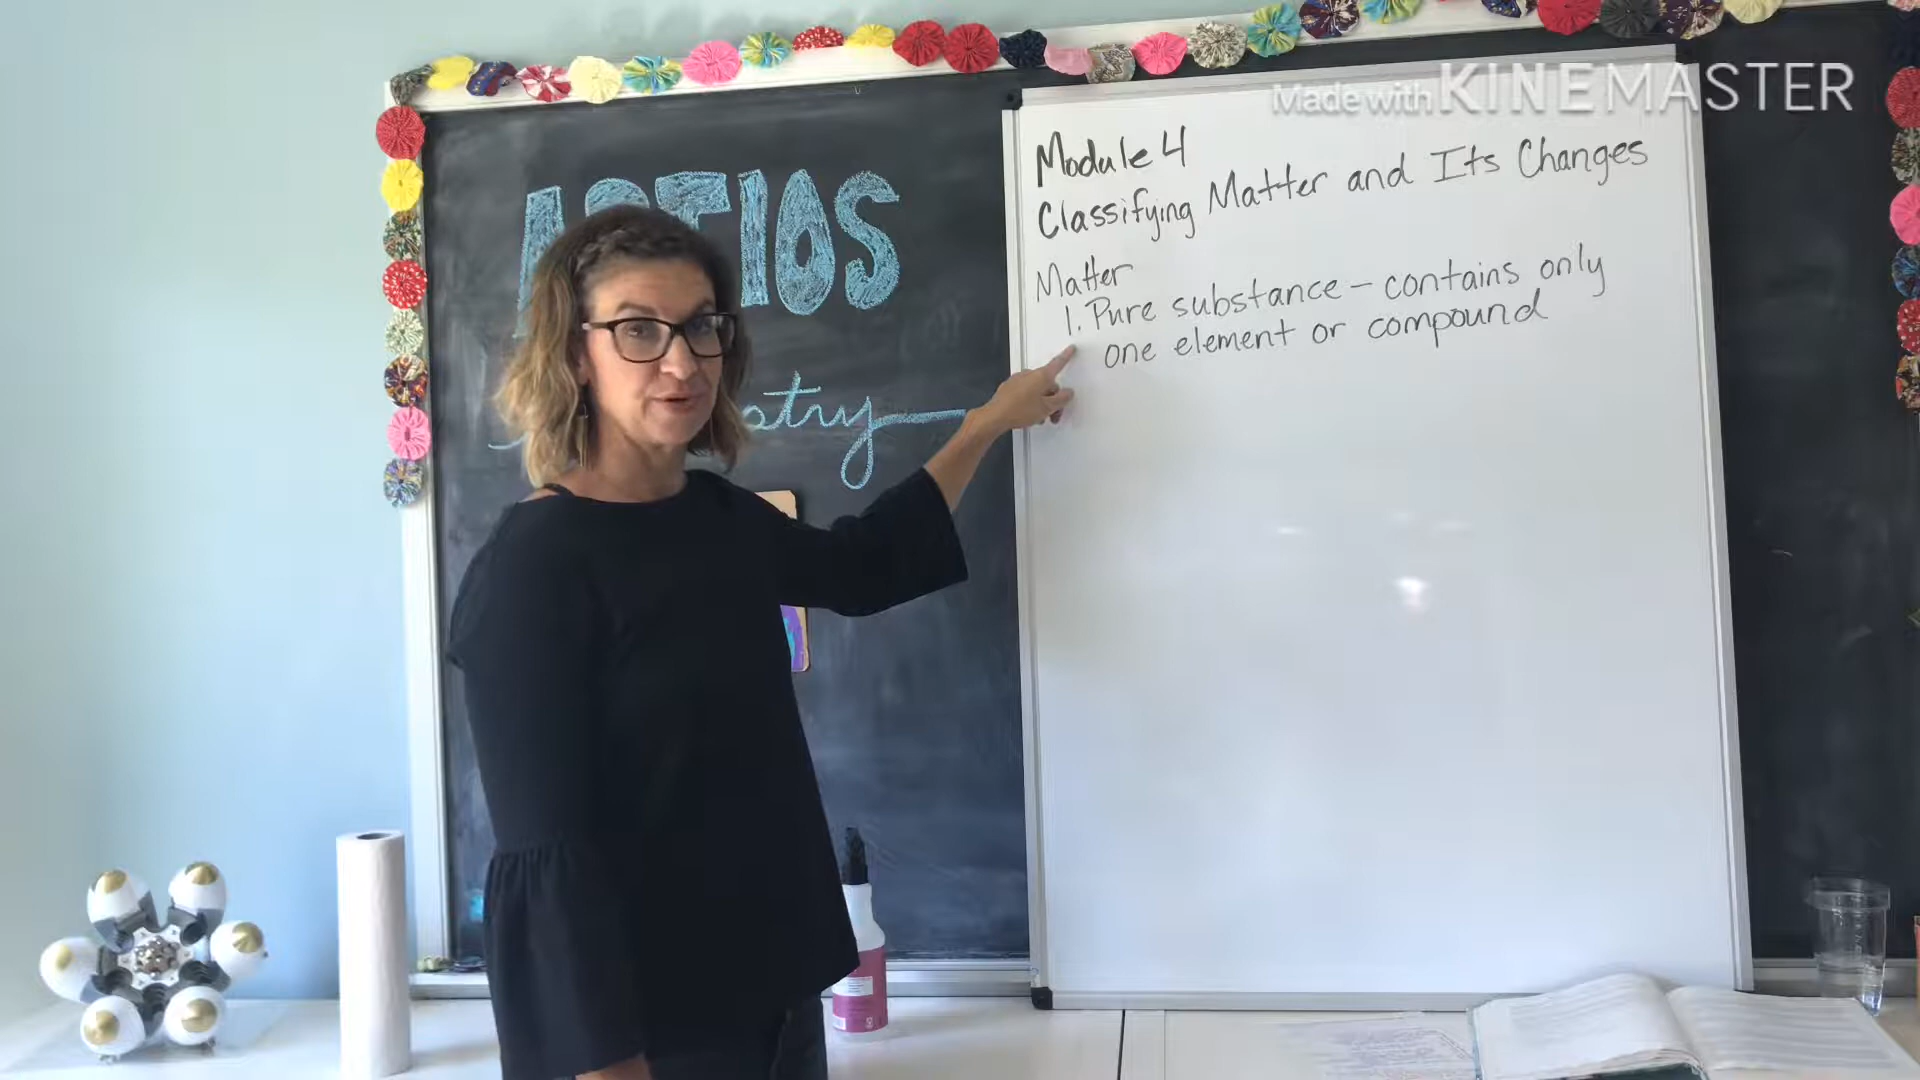 Made with KINEMASTER
Module 4
Classifying Matter and Its Changes
Matter
1. Pure substance – contains only
one element or compound